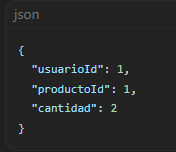 json
{
  "usuarioId": 1,
  "productoId": 1,
  "cantidad": 2
}